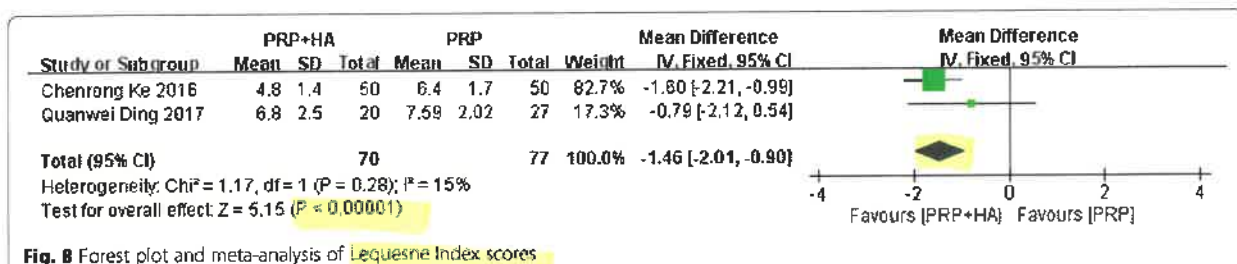 PRP+HA PRP Mean Difference Mean Difference
Study or Subgroup Mean SD Total Mean SD Total Weight IV, Fixed, 95% CI IV, Fixed, 95% CI
Chenrong Ke 2016 4.8 1.4 50 6.4 1.7 50 82.7% -1.60 [-2.21, -0.99]
Quanwei Ding 2017 6.8 2.5 20 7.59 2.02 27 17.3% -0.79 [-2.12, 0.54]
Total (95% CI) 70 77 100.0% -1.46 [-2.01, -0.90]
Heterogeneity: Chi² = 1.17, df = 1 (P = 0.28); I² = 15%
Test for overall effect: Z = 5.15 (P < 0.00001)
-4 -2 0 2 4
Favours [PRP+HA] Favours [PRP]
Fig. 8 Forest plot and meta-analysis of Lequesne Index scores